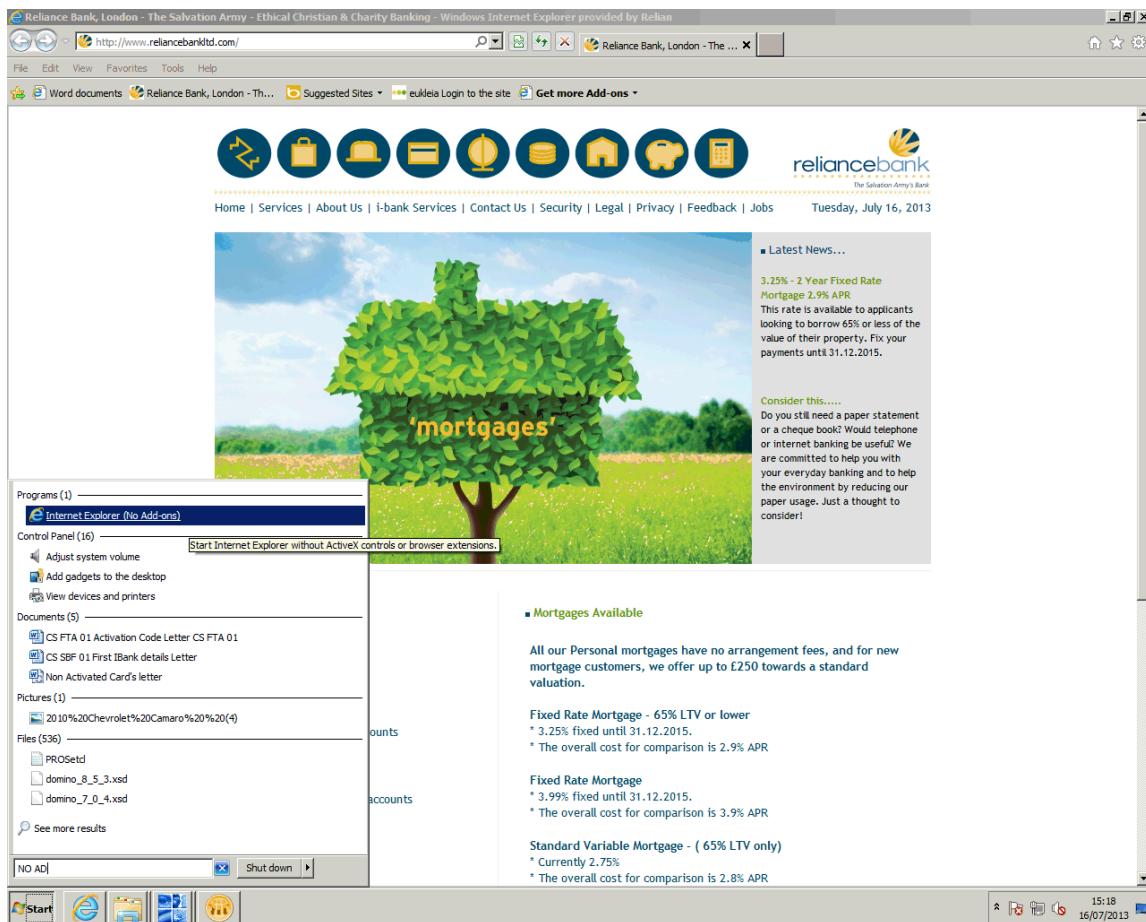 Reliance Bank, London - The Salvation Army - Ethical Christian & Charity Banking - Windows Internet Explorer provided by Relian
http://www.reliancebankltd.com/
Reliance Bank, London - The ...
File Edit View Favorites Tools Help
Word documents Reliance Bank, London - Th... Suggested Sites eukleia Login to the site Get more Add-ons
reliancebank
The Salvation Army's Bank
Home | Services | About Us | i-bank Services | Contact Us | Security | Legal | Privacy | Feedback | Jobs
Tuesday, July 16, 2013
'mortgages'
Latest News...
3.25% - 2 Year Fixed Rate
Mortgage 2.9% APR
This rate is available to applicants
looking to borrow 65% or less of the
value of their property. Fix your
payments until 31.12.2015.
Consider this.....
Do you still need a paper statement
or a cheque book? Would telephone
or internet banking be useful? We
are committed to help you with
your everyday banking and to help
the environment by reducing our
paper usage. Just a thought to
consider!
Programs (1)
Internet Explorer (No Add-ons)
Control Panel (16)
Start Internet Explorer without ActiveX controls or browser extensions.
Adjust system volume
Add gadgets to the desktop
View devices and printers
Documents (5)
CS FTA 01 Activation Code Letter CS FTA 01
CS SBF 01 First IBank details Letter
Non Activated Card's letter
Pictures (1)
2010%20Chevrolet%20Camaro%20%20(4)
Files (536)
PROSetcl
domino_8_5_3.xsd
domino_7_0_4.xsd
See more results
NO AD
Shut down
ounts
accounts
Mortgages Available
All our Personal mortgages have no arrangement fees, and for new
mortgage customers, we offer up to £250 towards a standard
valuation.
Fixed Rate Mortgage - 65% LTV or lower
* 3.25% fixed until 31.12.2015.
* The overall cost for comparison is 2.9% APR
Fixed Rate Mortgage
* 3.99% fixed until 31.12.2015.
* The overall cost for comparison is 3.9% APR
Standard Variable Mortgage - ( 65% LTV only)
* Currently 2.75%
* The overall cost for comparison is 2.8% APR
Start
15:18
16/07/2013